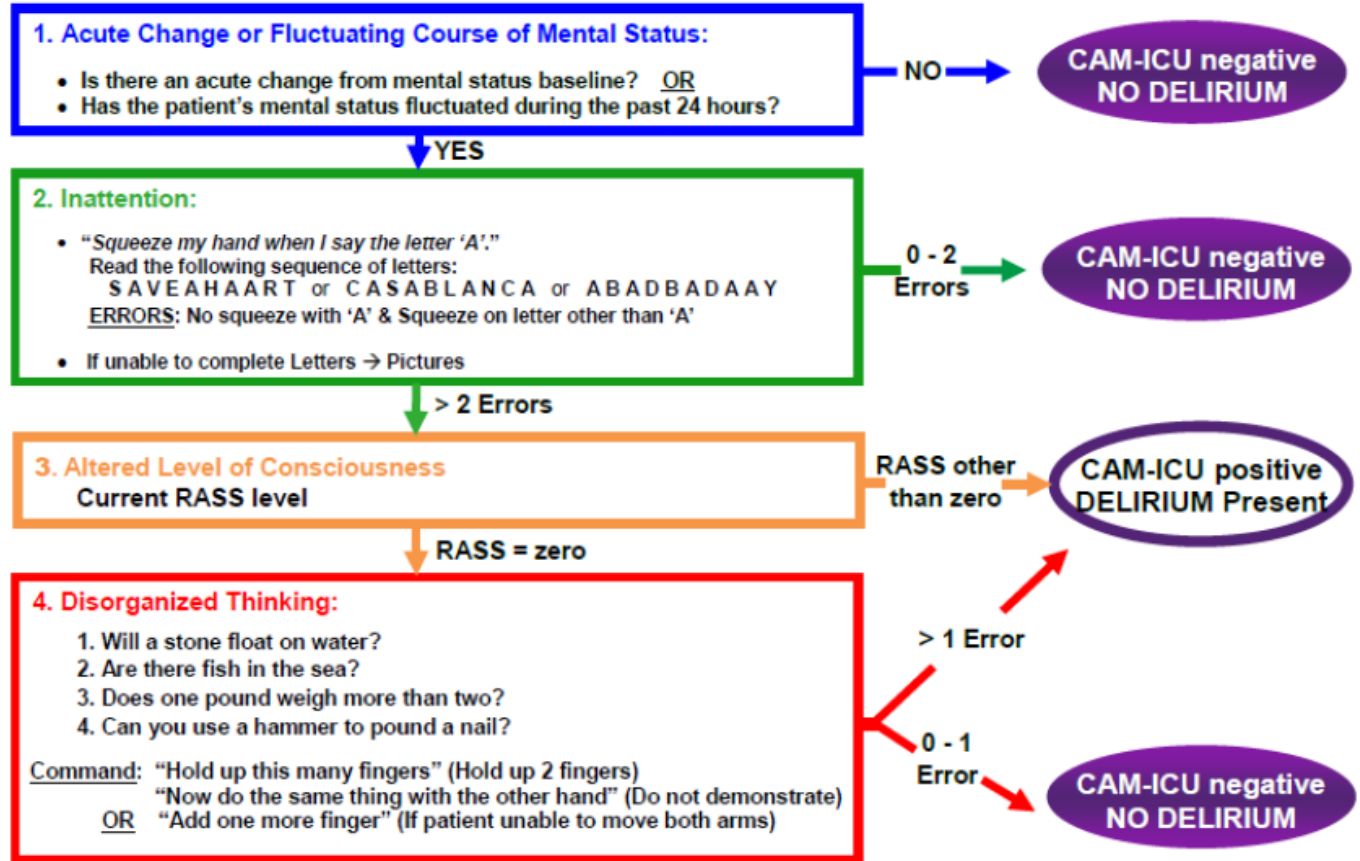 1. Acute Change or Fluctuating Course of Mental Status:
• Is there an acute change from mental status baseline? OR
• Has the patient's mental status fluctuated during the past 24 hours?
NO
CAM-ICU negative
NO DELIRIUM
YES
2. Inattention:
• "Squeeze my hand when I say the letter 'A'."
Read the following sequence of letters:
S A V E A H A A R T or C A S A B L A N C A or A B A D B A D A A Y
ERRORS: No squeeze with 'A' & Squeeze on letter other than 'A'
• If unable to complete Letters → Pictures
0 - 2
Errors
CAM-ICU negative
NO DELIRIUM
> 2 Errors
3. Altered Level of Consciousness
Current RASS level
RASS other
than zero
CAM-ICU positive
DELIRIUM Present
RASS = zero
4. Disorganized Thinking:
1. Will a stone float on water?
2. Are there fish in the sea?
3. Does one pound weigh more than two?
4. Can you use a hammer to pound a nail?
Command: "Hold up this many fingers" (Hold up 2 fingers)
"Now do the same thing with the other hand" (Do not demonstrate)
OR "Add one more finger" (If patient unable to move both arms)
> 1 Error
0 - 1
Error
CAM-ICU negative
NO DELIRIUM